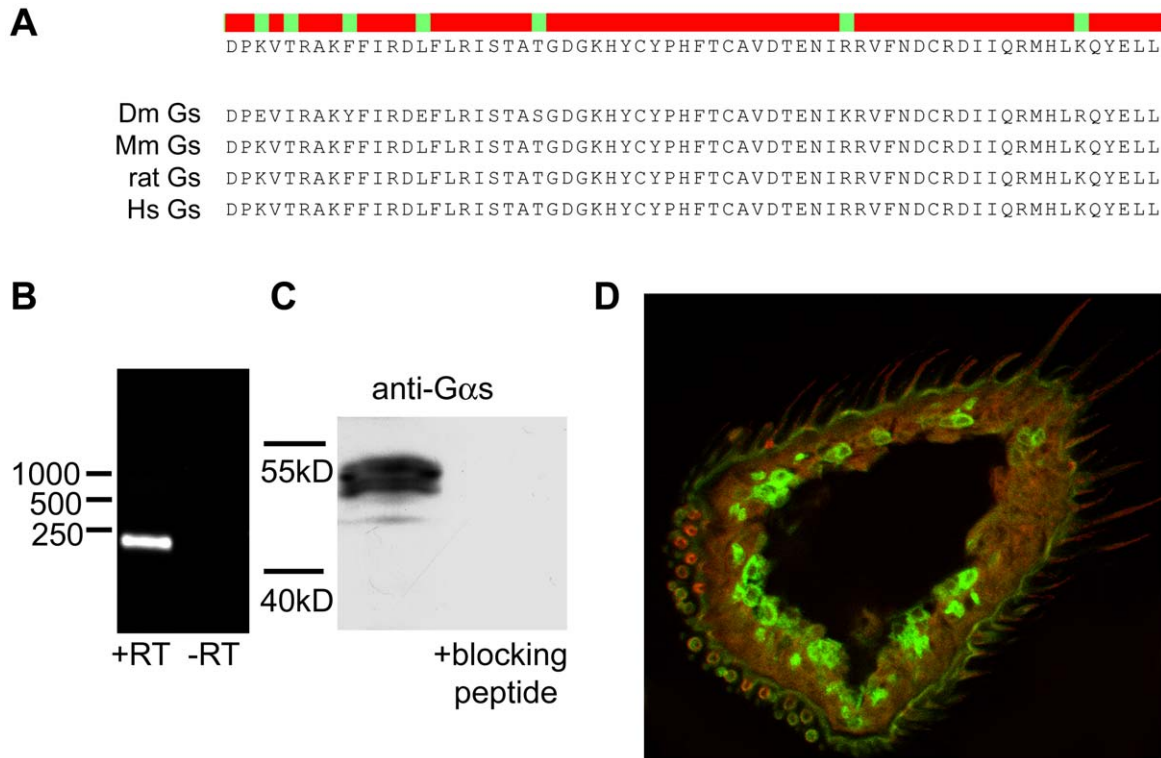 A
DPKVTRAKFFIRDLFLRISTATGDGKHYCYPHFTCAVDTENIRRVFNDCRDIIQRMHLKQYELL
Dm Gs DPEVIRAKYFIRDEFLRISTASGDGKHYCYPHFTCAVDTENIKRVFNDCRDIIQRMHLRQYELL
Mm Gs DPKVTRAKFFIRDLFLRISTATGDGKHYCYPHFTCAVDTENIRRVFNDCRDIIQRMHLKQYELL
rat Gs DPKVTRAKFFIRDLFLRISTATGDGKHYCYPHFTCAVDTENIRRVFNDCRDIIQRMHLKQYELL
Hs Gs DPKVTRAKFFIRDLFLRISTATGDGKHYCYPHFTCAVDTENIRRVFNDCRDIIQRMHLKQYELL
B
1000
500
250
+RT -RT
C
anti-Gαs
55kD
40kD
+blocking
peptide
D